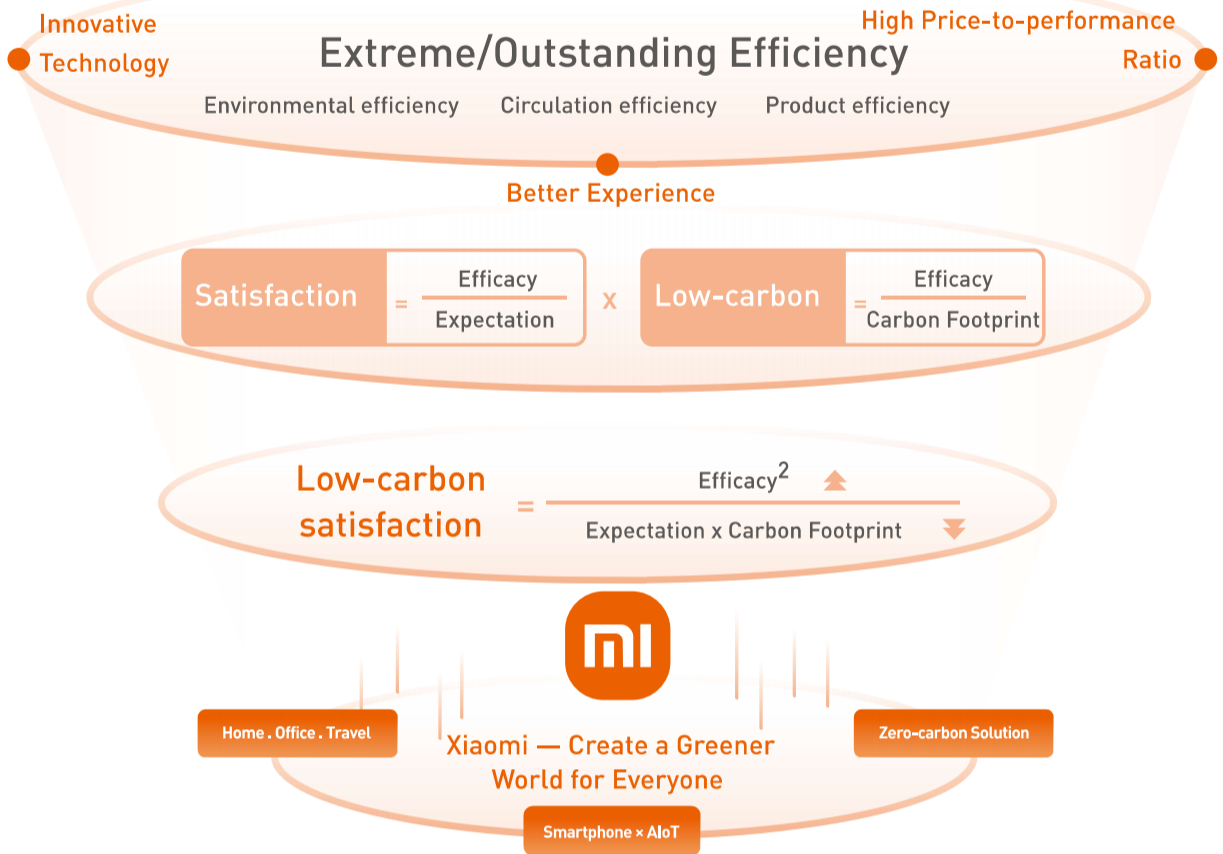 Innovative
Technology
High Price-to-performance
Ratio
Extreme/Outstanding Efficiency
Environmental efficiency Circulation efficiency Product efficiency
Better Experience
Satisfaction = Efficacy
Expectation
x
Low-carbon = Efficacy
Carbon Footprint
Low-carbon
satisfaction
=
Efficacy²
Expectation x Carbon Footprint
mi
Home . Office . Travel
Zero-carbon Solution
Xiaomi — Create a Greener
World for Everyone
Smartphone × AIoT